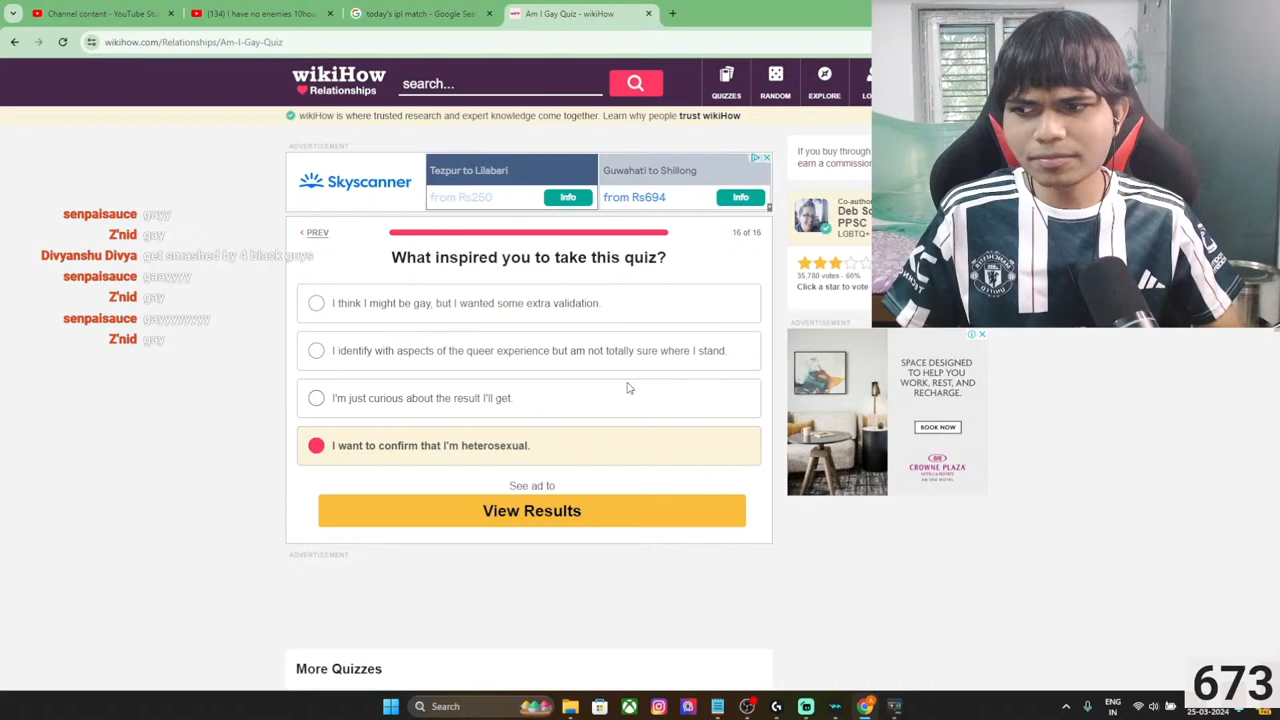 Channel content - YouTube Stu
(134) I have no enemies 10hou
today's ipl match - Google Sea
Am I Gay Quiz - wikiHow
wikihow.com/Relationships/Am-I-Gay-Quiz
wikiHow
Relationships
search...
QUIZZES
RANDOM
EXPLORE
wikiHow is where trusted research and expert knowledge come together. Learn why people trust wikiHow
ADVERTISEMENT
Skyscanner
Tezpur to Lilabari
from Rs250
Info
Guwahati to Shillong
from Rs694
Info
If you buy through
earn a commission
Co-author
Deb Sc
PPSC
LGBTQ+
35,780 votes - 60%
Click a star to vote
senpaisauce gayy
Z'nid gay
Divyanshu Divya get smashed by 4 black guys
senpaisauce gaayyyy
Z'nid gay
senpaisauce gayyyyyyyy
Z'nid gay
PREV
16 of 16
What inspired you to take this quiz?
I think I might be gay, but I wanted some extra validation.
I identify with aspects of the queer experience but am not totally sure where I stand.
I'm just curious about the result I'll get.
I want to confirm that I'm heterosexual.
See ad to
View Results
ADVERTISEMENT
ADVERTISEMENT
SPACE DESIGNED
TO HELP YOU
WORK, REST, AND
RECHARGE.
BOOK NOW
CROWNE PLAZA
More Quizzes
673
Search
ENG
IN
25-03-2024